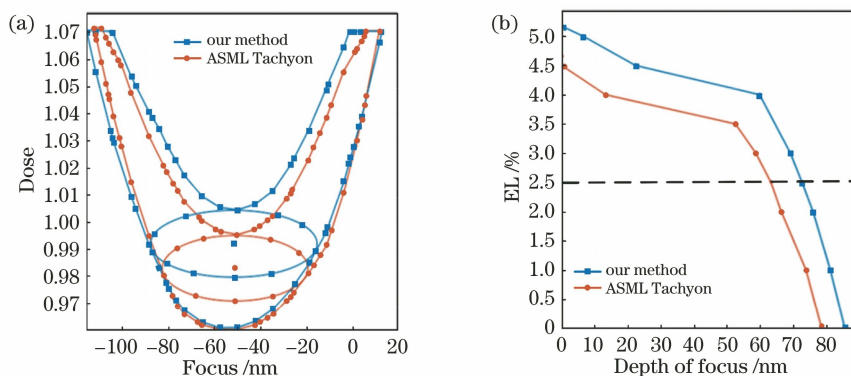 (a)
1.07
1.06
1.05
1.04
1.03
1.02
1.01
1.00
0.99
0.98
0.97
Dose
our method
ASML Tachyon
−100 −80 −60 −40 −20 0 20
Focus /nm
(b)
5.0
4.5
4.0
3.5
3.0
2.5
2.0
1.5
1.0
0.5
0
EL /%
our method
ASML Tachyon
0 10 20 30 40 50 60 70 80
Depth of focus /nm